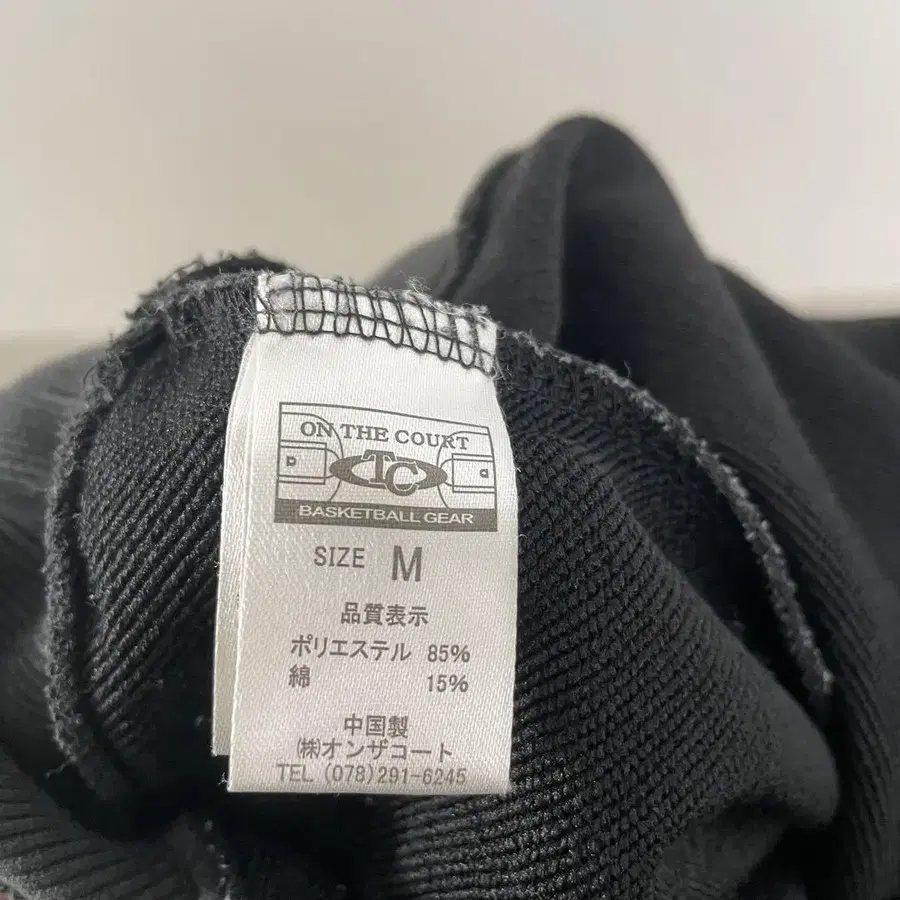 ON THE COURT
TC
BASKETBALL GEAR
SIZE M
品質表示
ポリエステル 85%
綿 15%
中国製
㈱オンザコート
TEL (078)291-6245